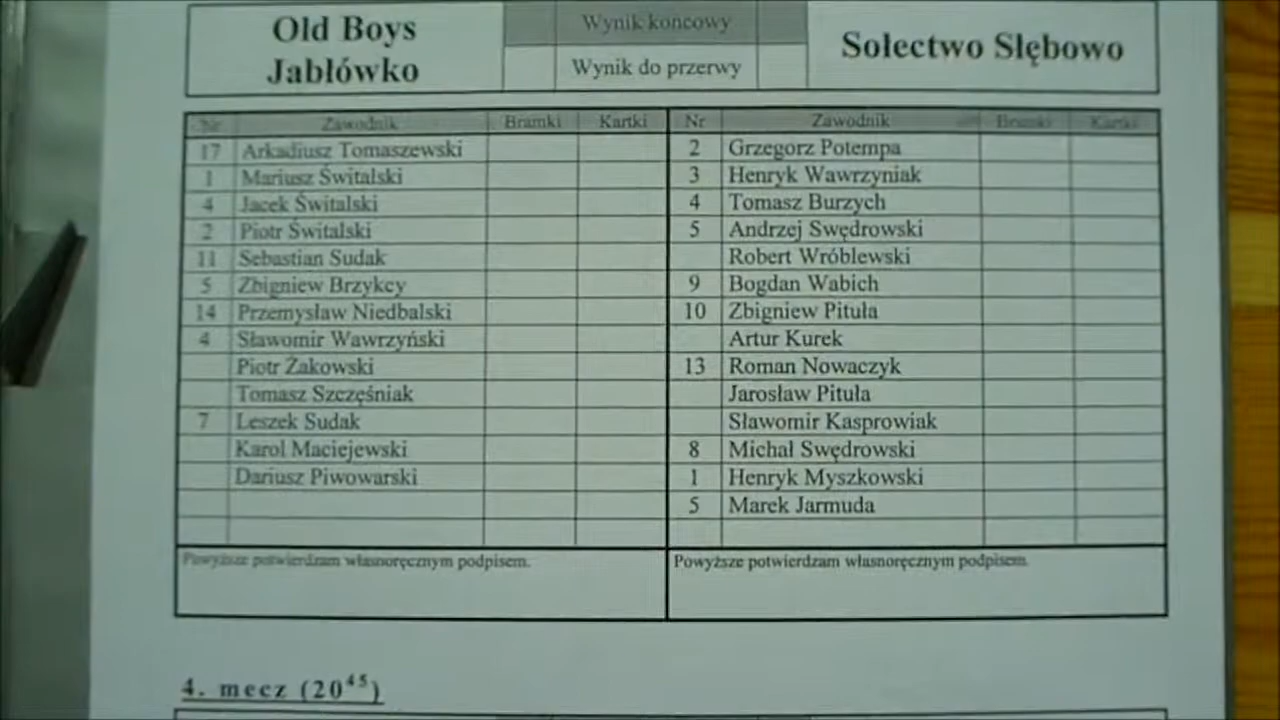 Old Boys
Jabłówko
Wynik koncowy
Wynik do przerwy
Sołectwo Slębowo
Nr Zawodnik Bramki Kartki Nr Zawodnik Bramki Kartki
17 Arkadiusz Tomaszewski 2 Grzegorz Potempa
1 Mariusz Świtalski 3 Henryk Wawrzyniak
4 Jacek Świtalski 4 Tomasz Burzych
2 Piotr Świtalski 5 Andrzej Swędrowski
11 Sebastian Sudak Robert Wróblewski
5 Zbigniew Brzykcy 9 Bogdan Wabich
14 Przemysław Niedbalski 10 Zbigniew Pituła
4 Sławomir Wawrzyński Artur Kurek
Piotr Żakowski 13 Roman Nowaczyk
Tomasz Szczęśniak Jarosław Pituła
7 Leszek Sudak Sławomir Kasprowiak
Karol Maciejewski 8 Michał Swędrowski
Dariusz Piwowarski 1 Henryk Myszkowski
5 Marek Jarmuda
Powyższe potwierdzam własnoręcznym podpisem. Powyższe potwierdzam własnoręcznym podpisem.
4. mecz (20⁴⁵)